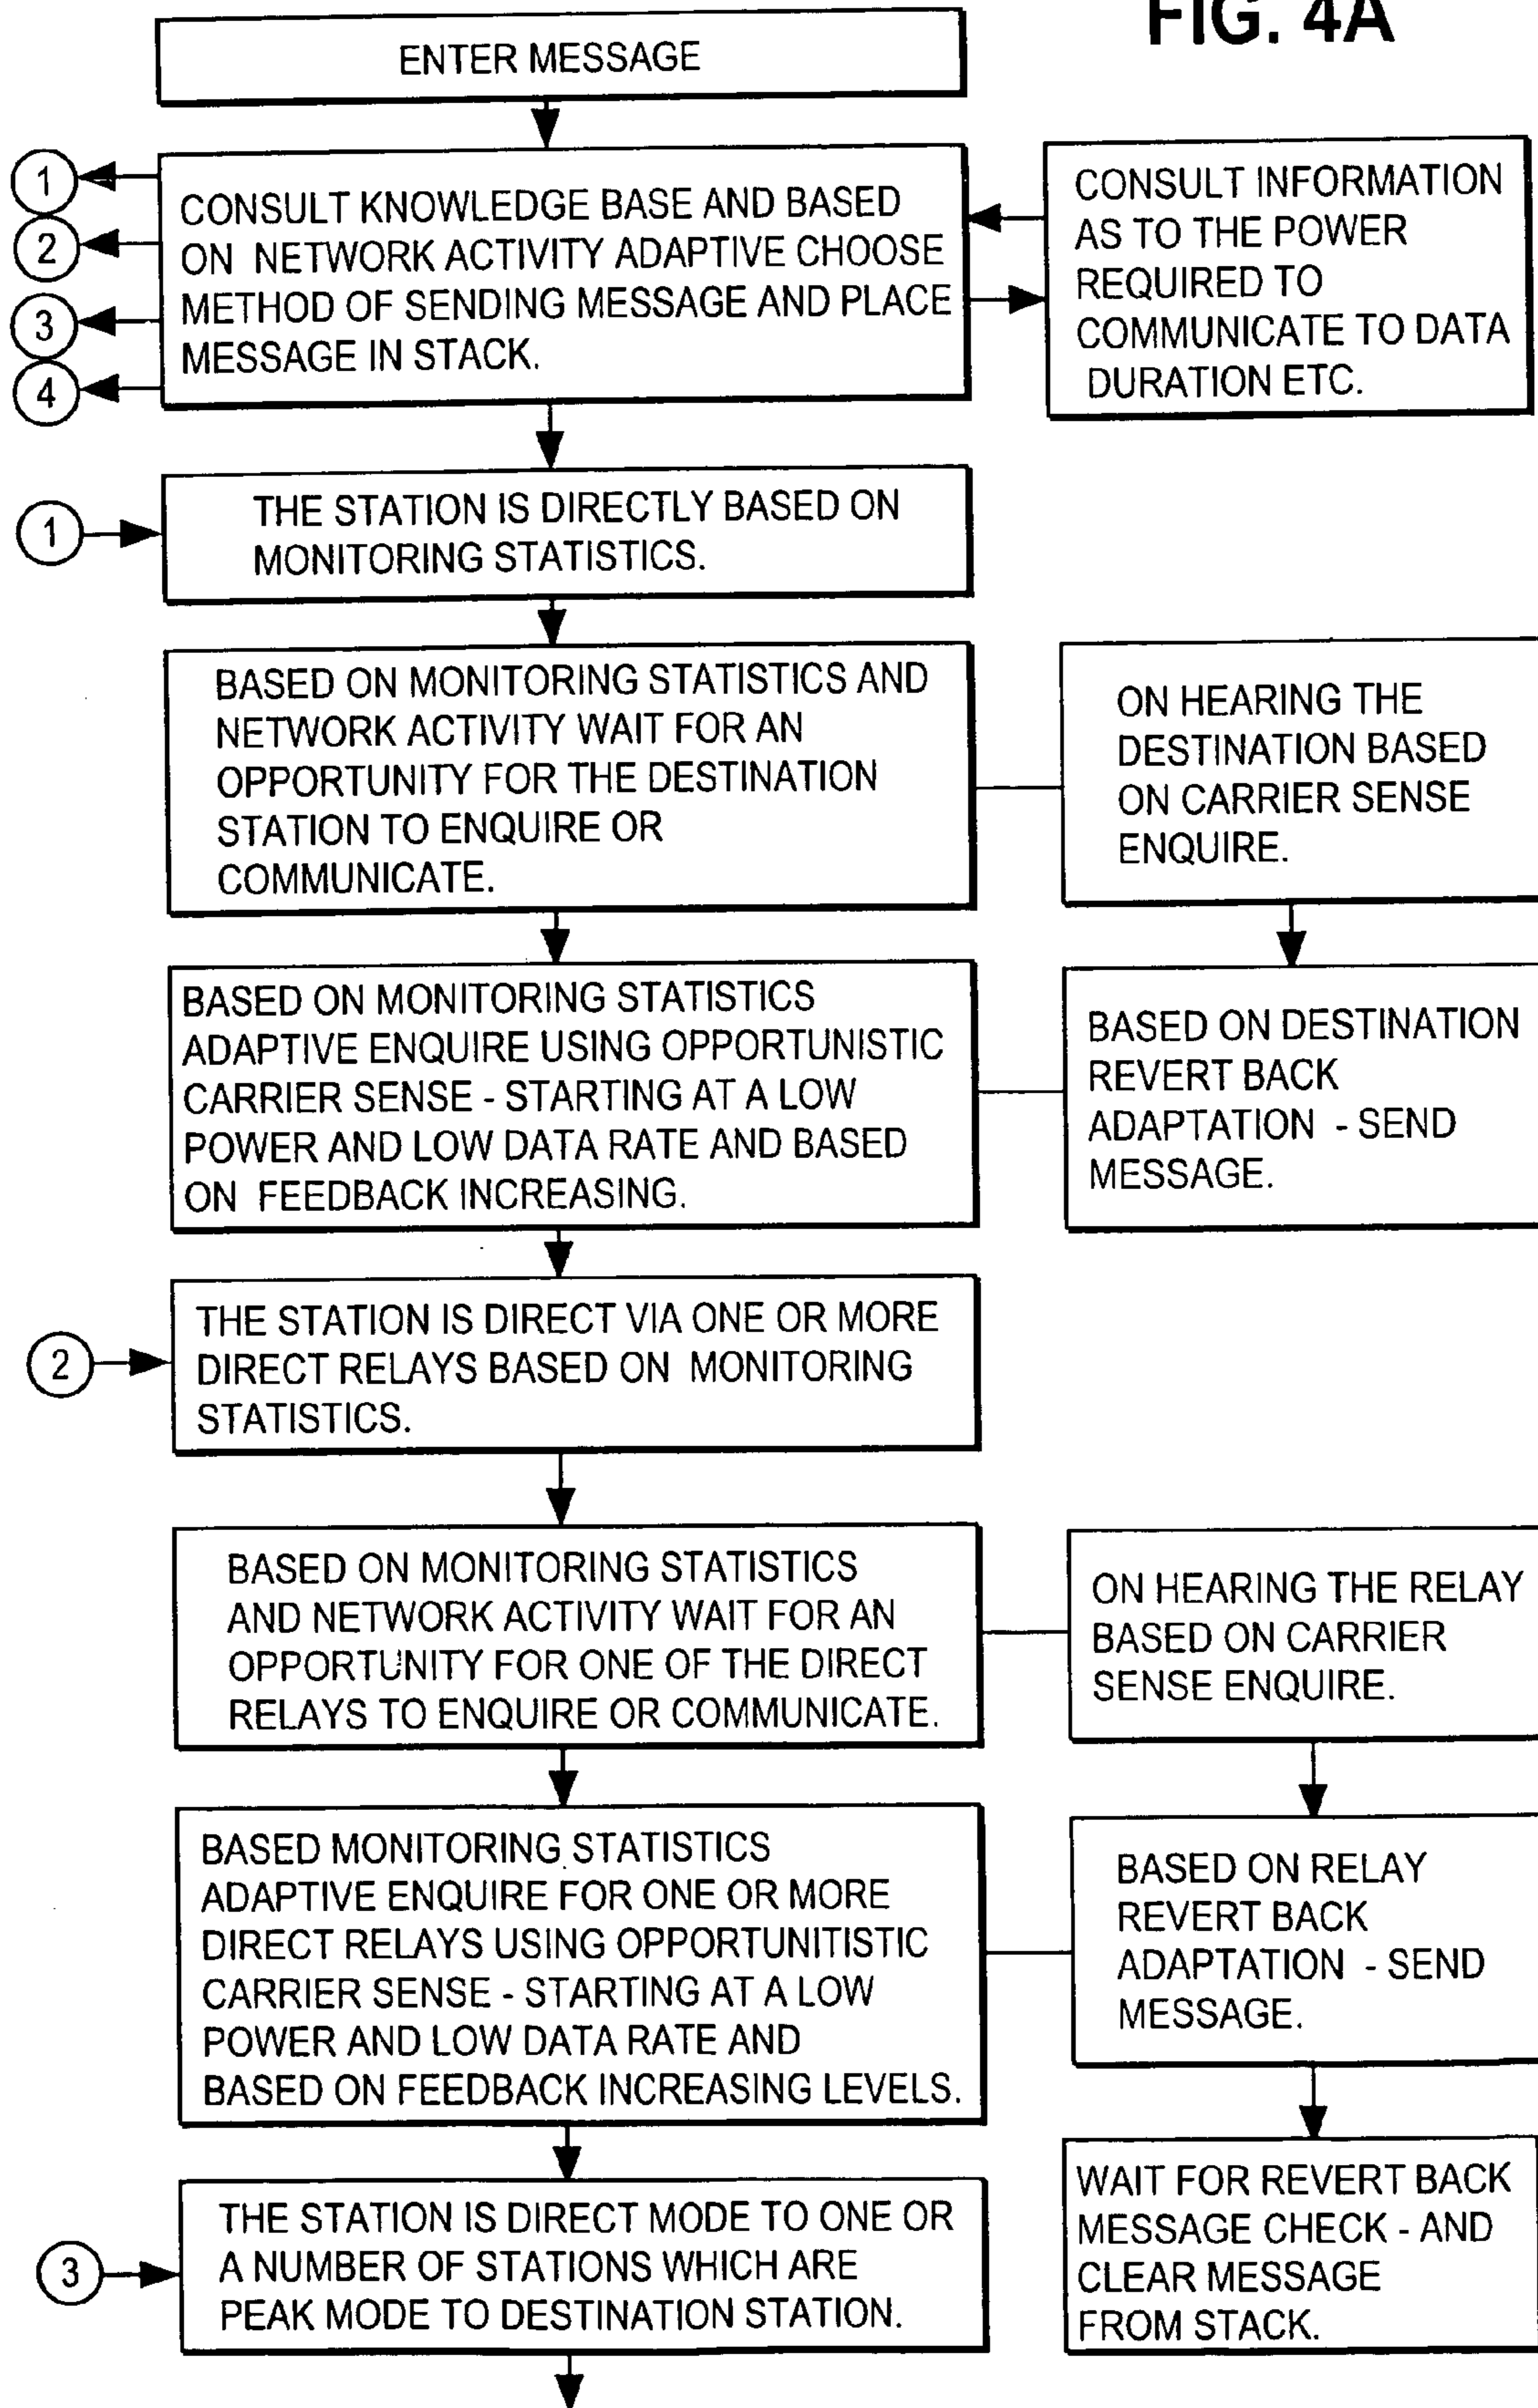 FIG. 4A
ENTER MESSAGE
1
2
3
4
CONSULT KNOWLEDGE BASE AND BASED
ON NETWORK ACTIVITY ADAPTIVE CHOOSE
METHOD OF SENDING MESSAGE AND PLACE
MESSAGE IN STACK.
CONSULT INFORMATION
AS TO THE POWER
REQUIRED TO
COMMUNICATE TO DATA
DURATION ETC.
1
THE STATION IS DIRECTLY BASED ON
MONITORING STATISTICS.
BASED ON MONITORING STATISTICS AND
NETWORK ACTIVITY WAIT FOR AN
OPPORTUNITY FOR THE DESTINATION
STATION TO ENQUIRE OR
COMMUNICATE.
ON HEARING THE
DESTINATION BASED
ON CARRIER SENSE
ENQUIRE.
BASED ON MONITORING STATISTICS
ADAPTIVE ENQUIRE USING OPPORTUNISTIC
CARRIER SENSE - STARTING AT A LOW
POWER AND LOW DATA RATE AND BASED
ON FEEDBACK INCREASING.
BASED ON DESTINATION
REVERT BACK
ADAPTATION - SEND
MESSAGE.
2
THE STATION IS DIRECT VIA ONE OR MORE
DIRECT RELAYS BASED ON MONITORING
STATISTICS.
BASED ON MONITORING STATISTICS
AND NETWORK ACTIVITY WAIT FOR AN
OPPORTUNITY FOR ONE OF THE DIRECT
RELAYS TO ENQUIRE OR COMMUNICATE.
ON HEARING THE RELAY
BASED ON CARRIER
SENSE ENQUIRE.
BASED MONITORING STATISTICS
ADAPTIVE ENQUIRE FOR ONE OR MORE
DIRECT RELAYS USING OPPORTUNITISTIC
CARRIER SENSE - STARTING AT A LOW
POWER AND LOW DATA RATE AND
BASED ON FEEDBACK INCREASING LEVELS.
BASED ON RELAY
REVERT BACK
ADAPTATION - SEND
MESSAGE.
3
THE STATION IS DIRECT MODE TO ONE OR
A NUMBER OF STATIONS WHICH ARE
PEAK MODE TO DESTINATION STATION.
WAIT FOR REVERT BACK
MESSAGE CHECK - AND
CLEAR MESSAGE
FROM STACK.